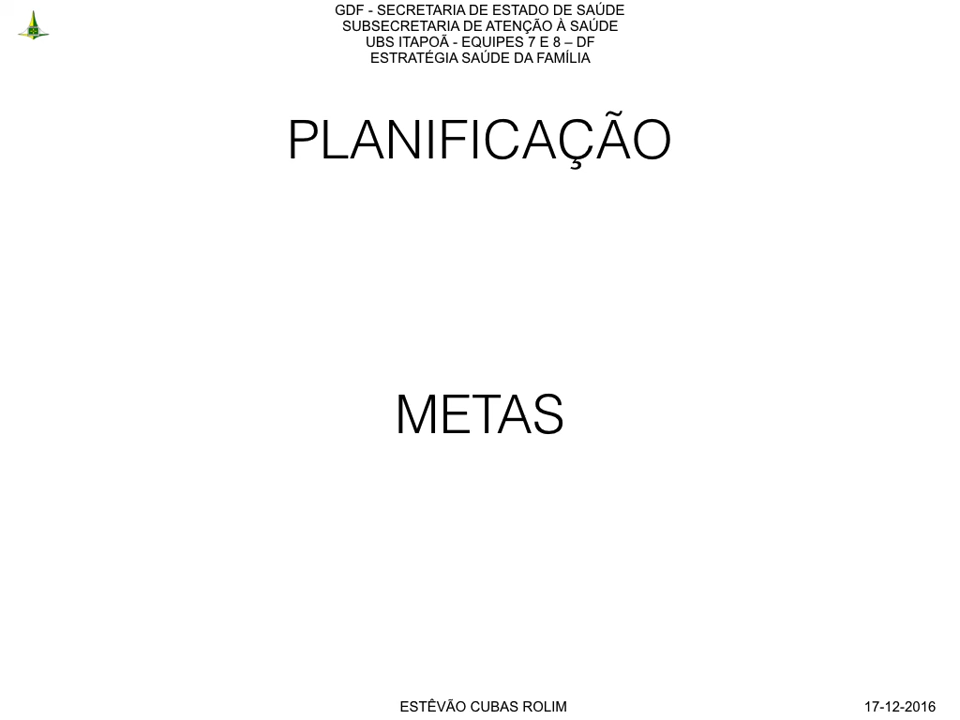 GDF - SECRETARIA DE ESTADO DE SAÚDE
SUBSECRETARIA DE ATENÇÃO À SAÚDE
UBS ITAPOÃ - EQUIPES 7 E 8 – DF
ESTRATÉGIA SAÚDE DA FAMÍLIA
PLANIFICAÇÃO
METAS
ESTÊVÃO CUBAS ROLIM
17-12-2016